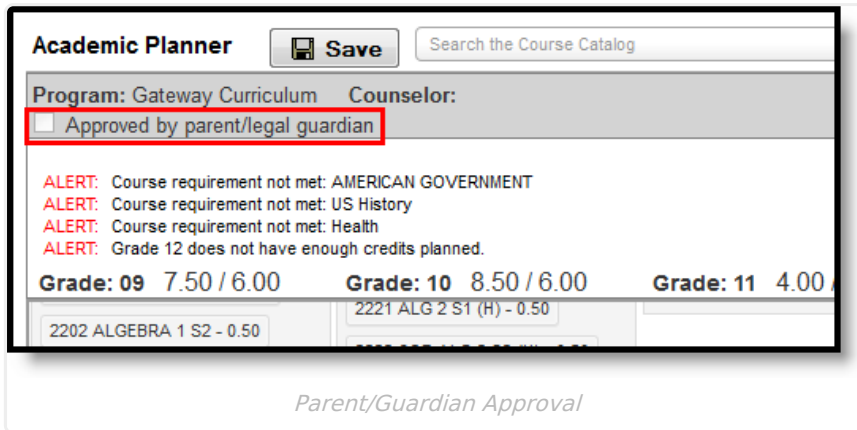 Academic Planner Save Search the Course Catalog
Program: Gateway Curriculum Counselor:
Approved by parent/legal guardian
ALERT: Course requirement not met: AMERICAN GOVERNMENT
ALERT: Course requirement not met: US History
ALERT: Course requirement not met: Health
ALERT: Grade 12 does not have enough credits planned.
Grade: 09 7.50 / 6.00 Grade: 10 8.50 / 6.00 Grade: 11 4.00 /
2221 ALG 2 S1 (H) - 0.50
2202 ALGEBRA 1 S2 - 0.50
Parent/Guardian Approval